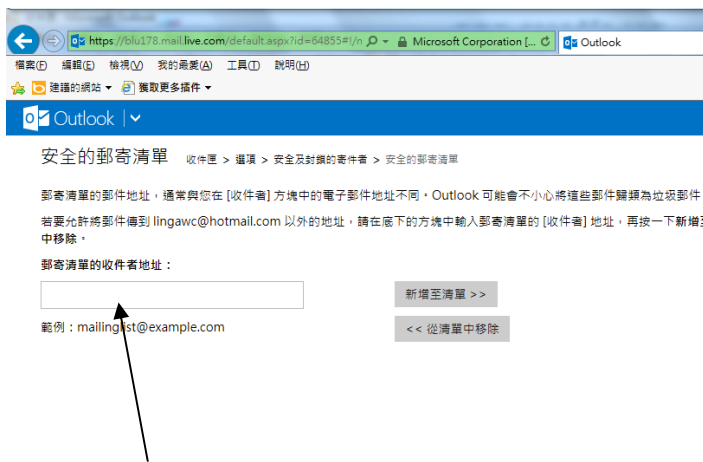 https://blu178.mail.live.com/default.aspx?id=64855#!/n
Microsoft Corporation [...
Outlook
檔案(F) 編輯(E) 檢視(V) 我的最愛(A) 工具(T) 說明(H)
建議的網站 獲取更多插件
Outlook
安全的郵寄清單 收件匣 > 選項 > 安全及封鎖的寄件者 > 安全的郵寄清單
郵寄清單的郵件地址，通常與您在 [收件者] 方塊中的電子郵件地址不同。Outlook 可能會不小心將這些郵件歸類為垃圾郵件
若要允許將郵件傳到 lingawc@hotmail.com 以外的地址，請在底下的方塊中輸入郵寄清單的 [收件者] 地址，再按一下新增
中移除。
郵寄清單的收件者地址：
新增至清單 >>
範例：mailinglist@example.com
<< 從清單中移除